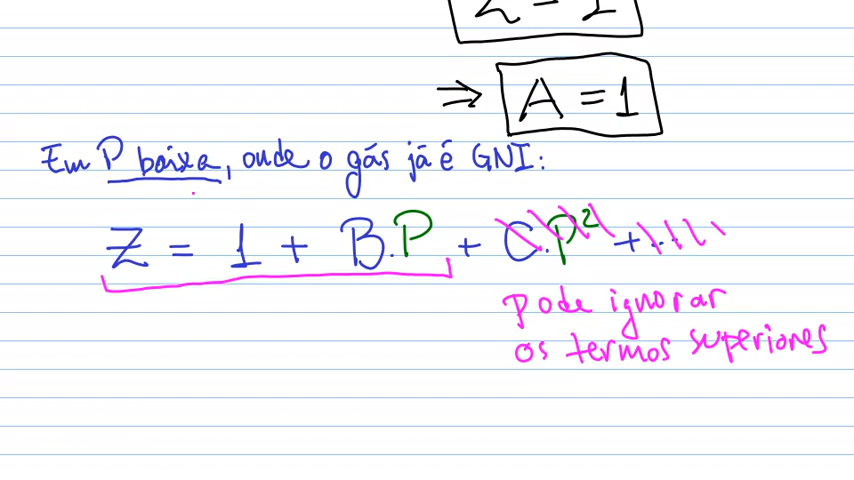 Z = 1
⇒ A = 1
Em P baixa, onde o gás já é GNI:
Z = 1 + B.P + C.P² + ...
pode ignorar
os termos superiores